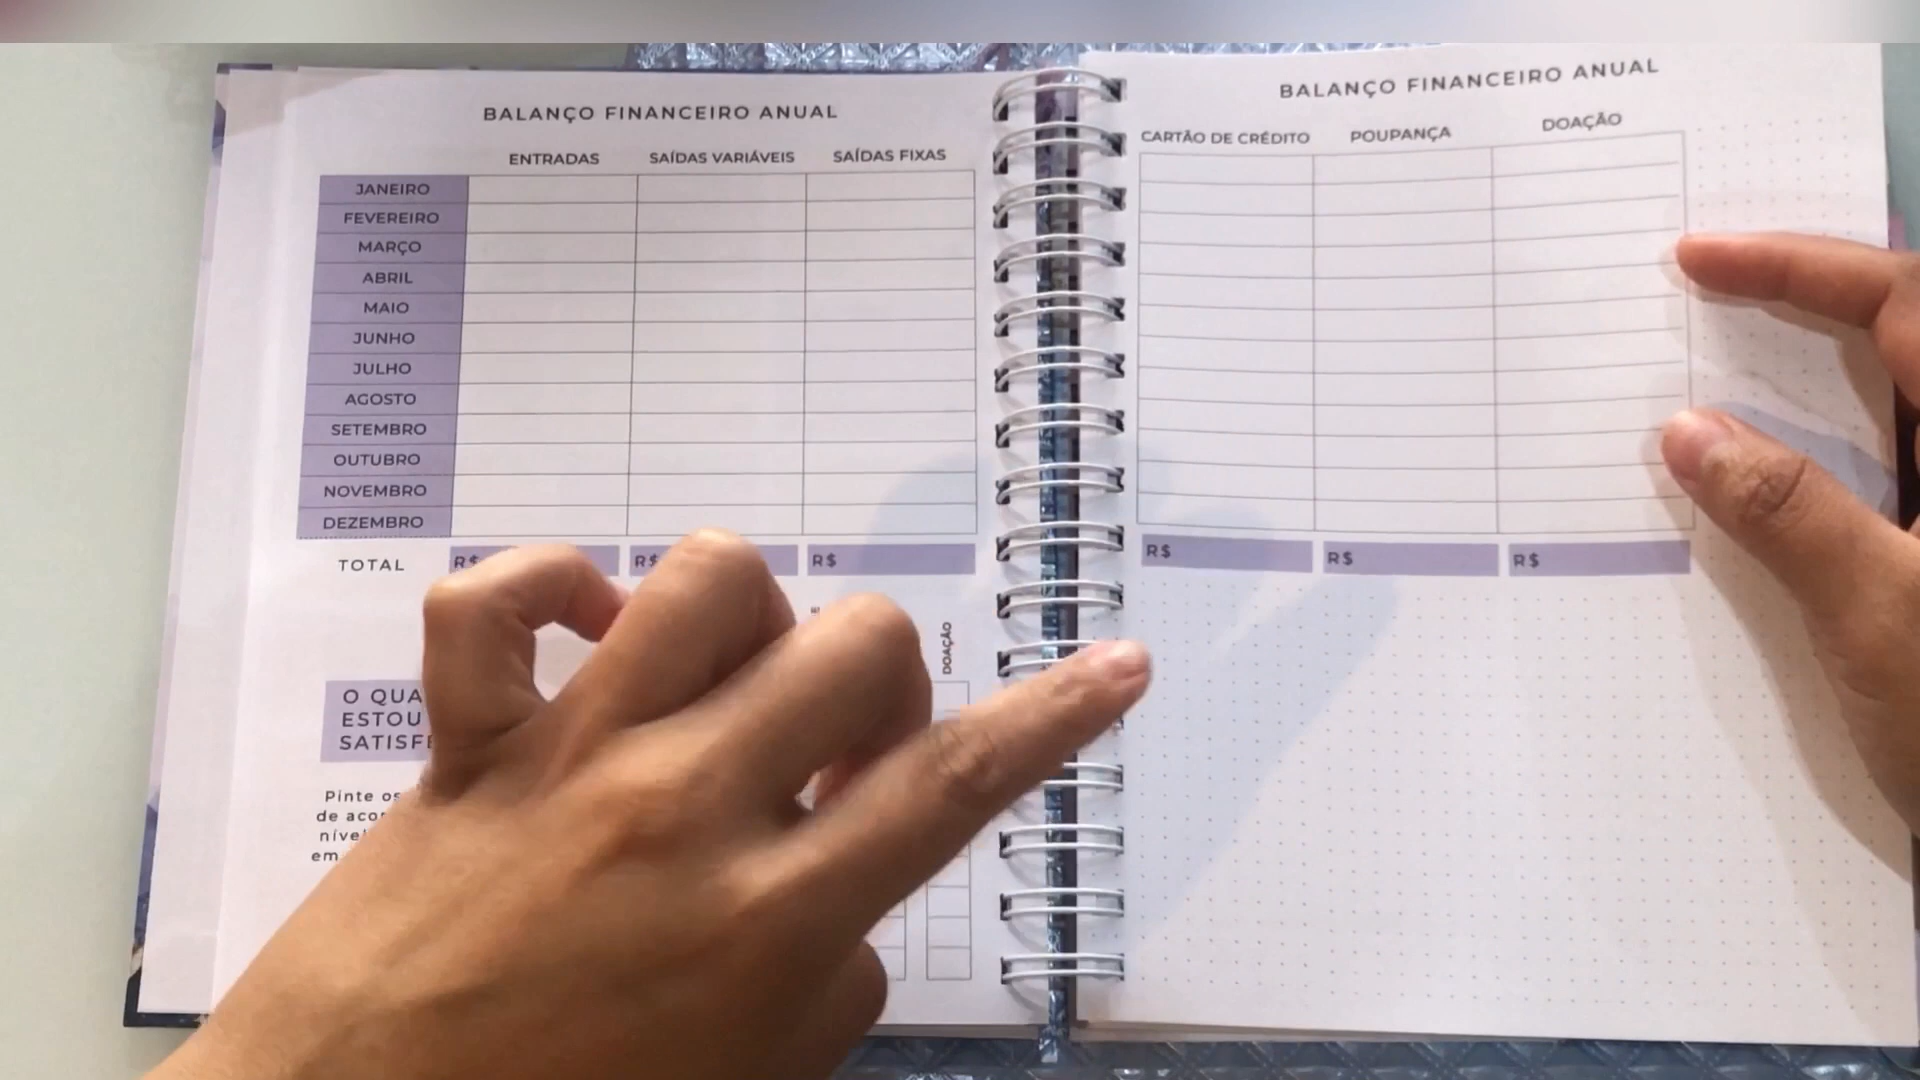 BALANÇO FINANCEIRO ANUAL
ENTRADAS SAÍDAS VARIÁVEIS SAÍDAS FIXAS
JANEIRO
FEVEREIRO
MARÇO
ABRIL
MAIO
JUNHO
JULHO
AGOSTO
SETEMBRO
OUTUBRO
NOVEMBRO
DEZEMBRO
TOTAL R$ R$ R$
DOAÇÃO
O QUA
ESTOU
SATISF
Pinte os
de acor
nível
em
BALANÇO FINANCEIRO ANUAL
CARTÃO DE CRÉDITO POUPANÇA DOAÇÃO
R$ R$ R$